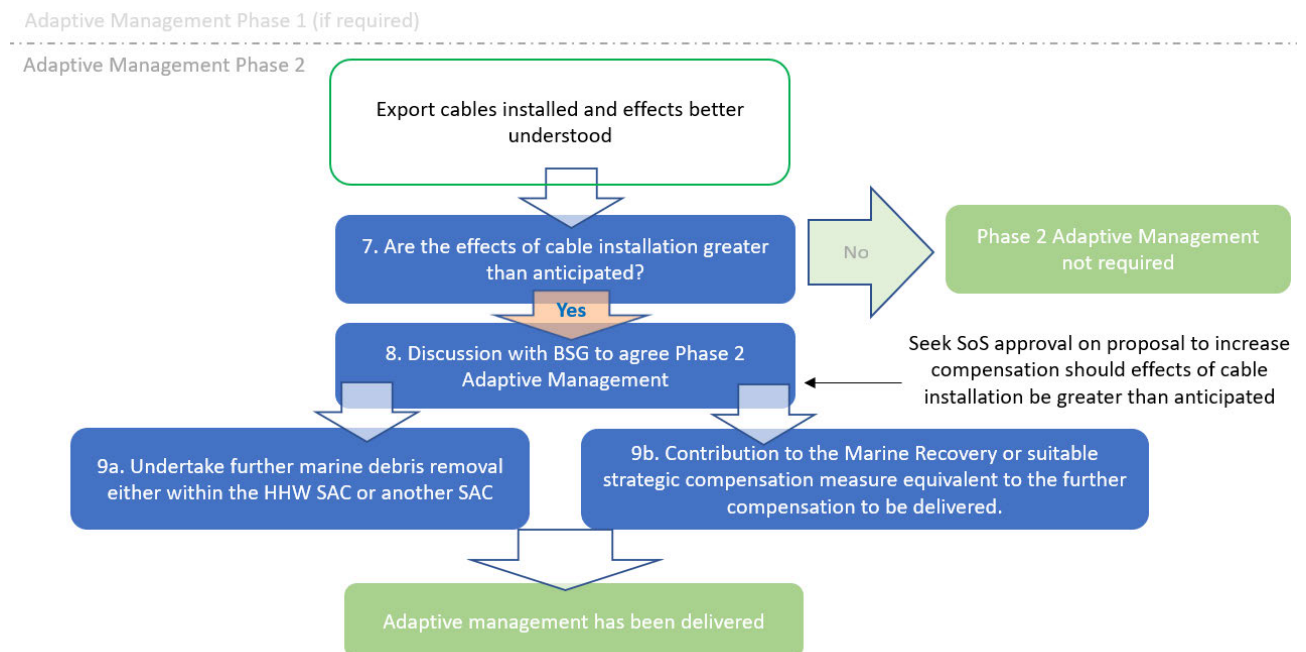 Adaptive Management Phase 1 (if required)
Adaptive Management Phase 2
Export cables installed and effects better
understood
7. Are the effects of cable installation greater
than anticipated?
No
Phase 2 Adaptive Management
not required
Yes
8. Discussion with BSG to agree Phase 2
Adaptive Management
Seek SoS approval on proposal to increase
compensation should effects of cable
installation be greater than anticipated
9a. Undertake further marine debris removal
either within the HHW SAC or another SAC
9b. Contribution to the Marine Recovery or suitable
strategic compensation measure equivalent to the further
compensation to be delivered.
Adaptive management has been delivered